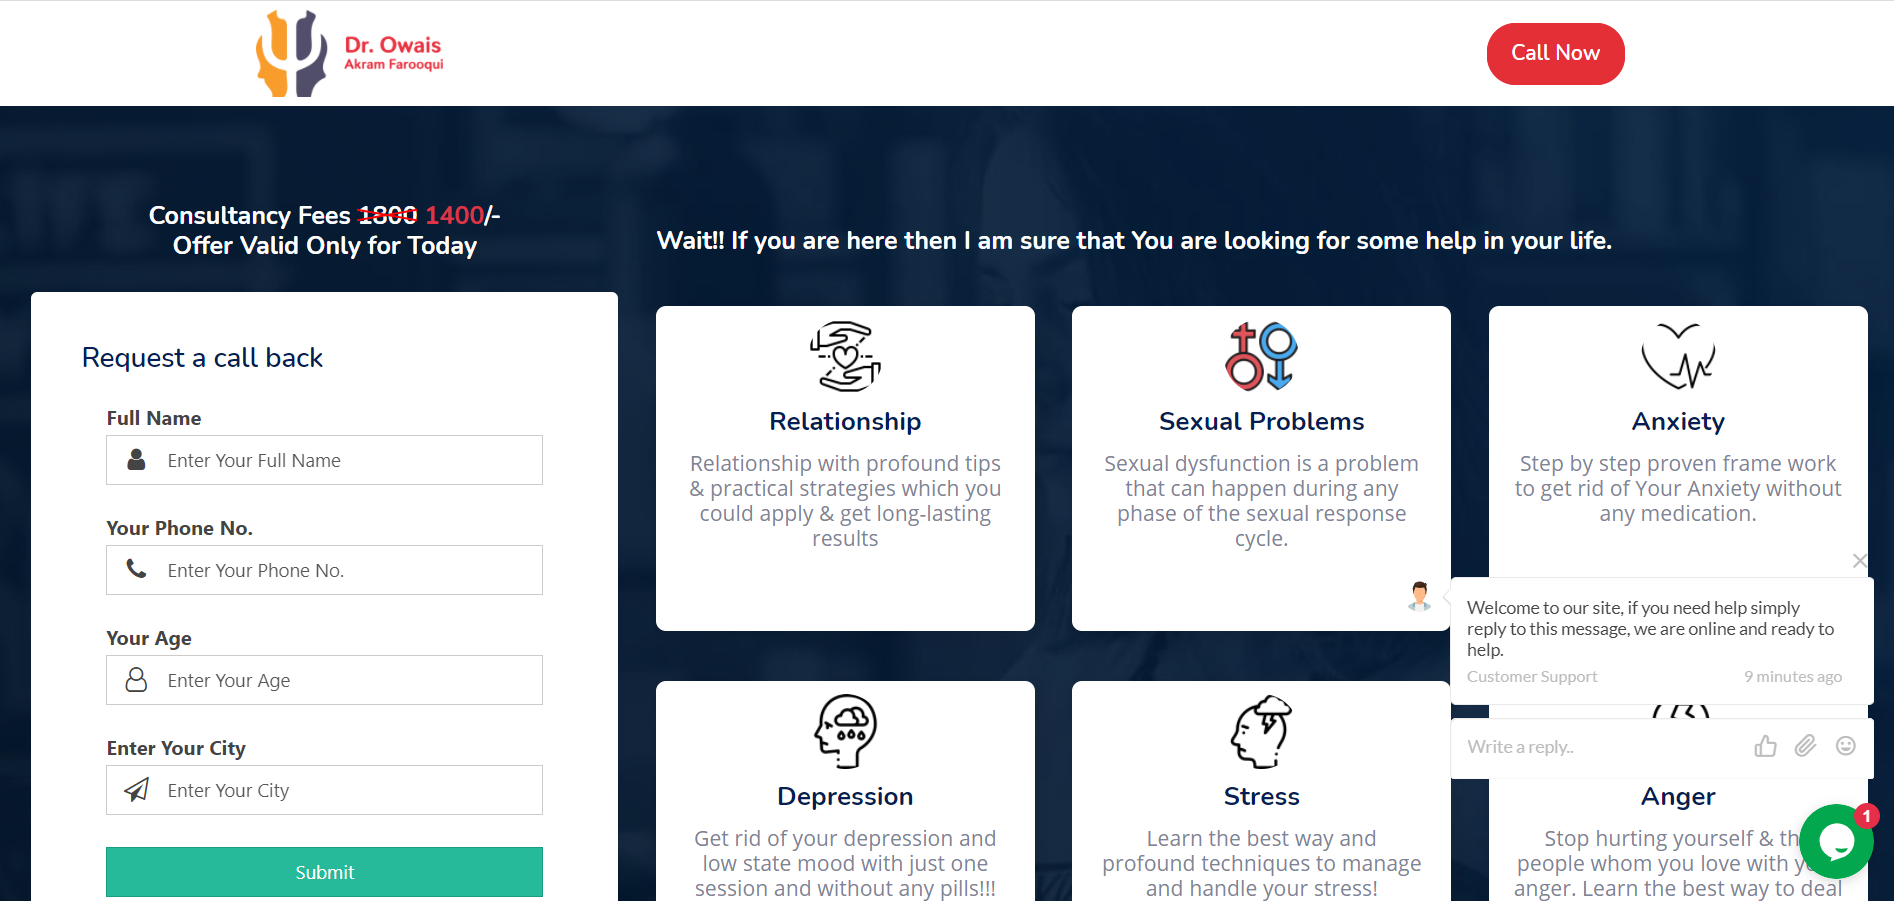 Dr. Owais
Akram Farooqui
Call Now
Consultancy Fees 1800 1400/-
Offer Valid Only for Today
Wait!! If you are here then I am sure that You are looking for some help in your life.
Request a call back
Full Name
Enter Your Full Name
Your Phone No.
Enter Your Phone No.
Your Age
Enter Your Age
Enter Your City
Enter Your City
Submit
Relationship
Relationship with profound tips
& practical strategies which you
could apply & get long-lasting
results
Sexual Problems
Sexual dysfunction is a problem
that can happen during any
phase of the sexual response
cycle.
Anxiety
Step by step proven frame work
to get rid of Your Anxiety without
any medication.
Depression
Get rid of your depression and
low state mood with just one
session and without any pills!!!
Stress
Learn the best way and
profound techniques to manage
and handle your stress!
Anger
Stop hurting yourself &
people whom you love with
anger. Learn the best way to deal
Welcome to our site, if you need help simply
reply to this message, we are online and ready to
help.
Customer Support 9 minutes ago
Write a reply..
1